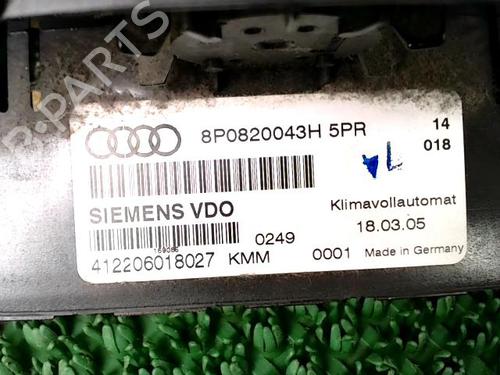 B-PARTS
8P0820043H 5PR
14
018
SIEMENS VDO
Klimavollautomat
18.03.05
0249
412206018027 KMM
0001 Made in Germany